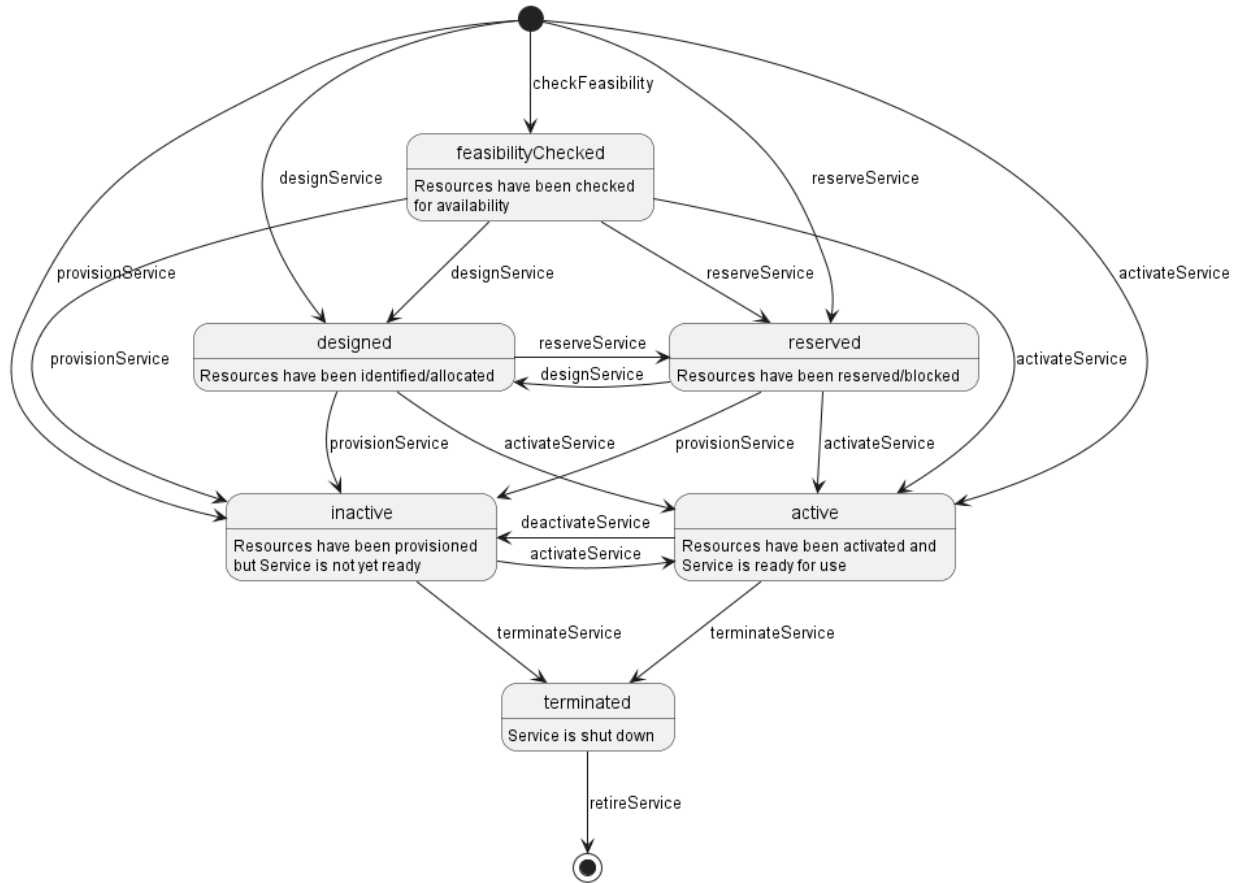 checkFeasibility
feasibilityChecked
Resources have been checked
for availability
designService
reserveService
provisionService
designService
reserveService
activateService
provisionService
activateService
designed
Resources have been identified/allocated
reserveService
designService
reserved
Resources have been reserved/blocked
provisionService
activateService
provisionService
activateService
inactive
Resources have been provisioned
but Service is not yet ready
deactivateService
activateService
active
Resources have been activated and
Service is ready for use
terminateService
terminateService
terminated
Service is shut down
retireService